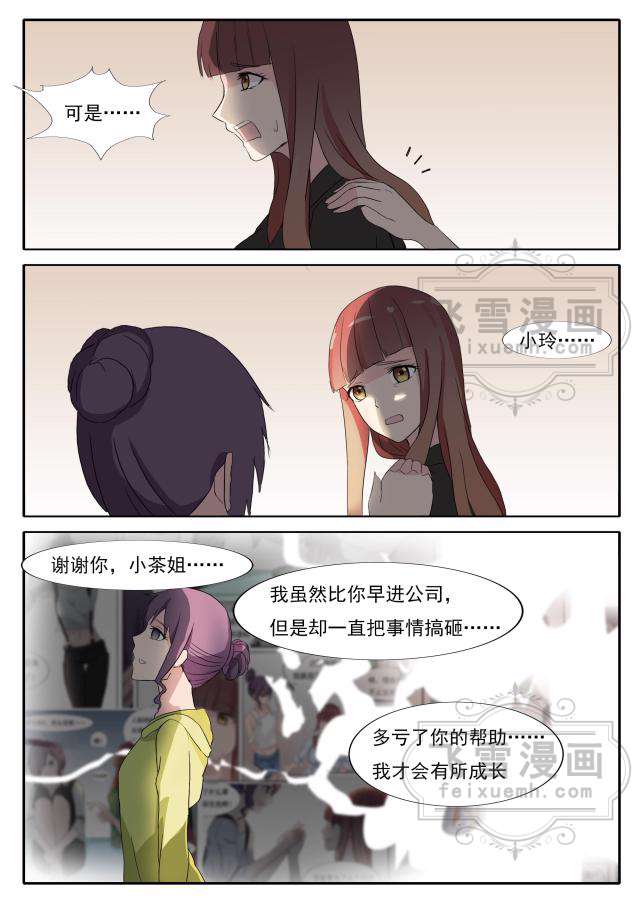 可是……
飞雪漫画
feixuemh.com
小玲……
谢谢你，小茶姐……
我虽然比你早进公司，
但是却一直把事情搞砸……
多亏了你的帮助……
我才会有所成长
飞雪漫画
feixuemh.com